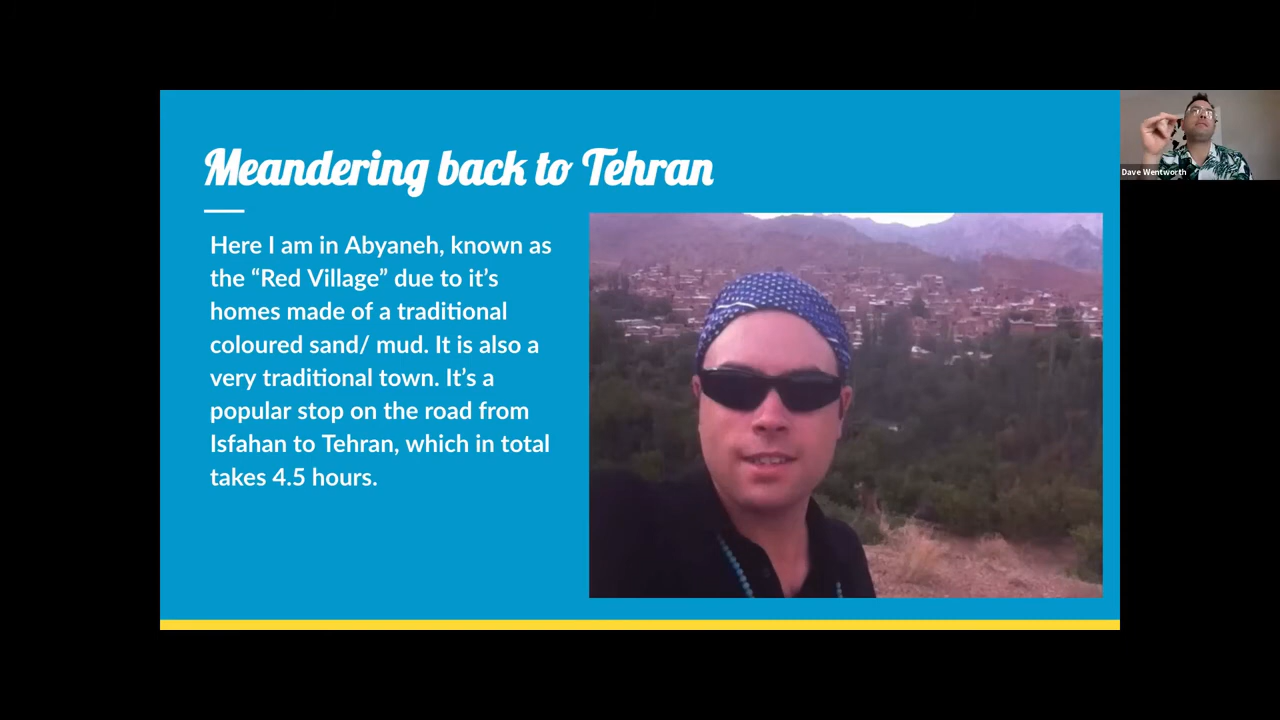 Meandering back to Tehran
Here I am in Abyaneh, known as
the “Red Village” due to it’s
homes made of a traditional
coloured sand/ mud. It is also a
very traditional town. It’s a
popular stop on the road from
Isfahan to Tehran, which in total
takes 4.5 hours.
Dave Wentworth